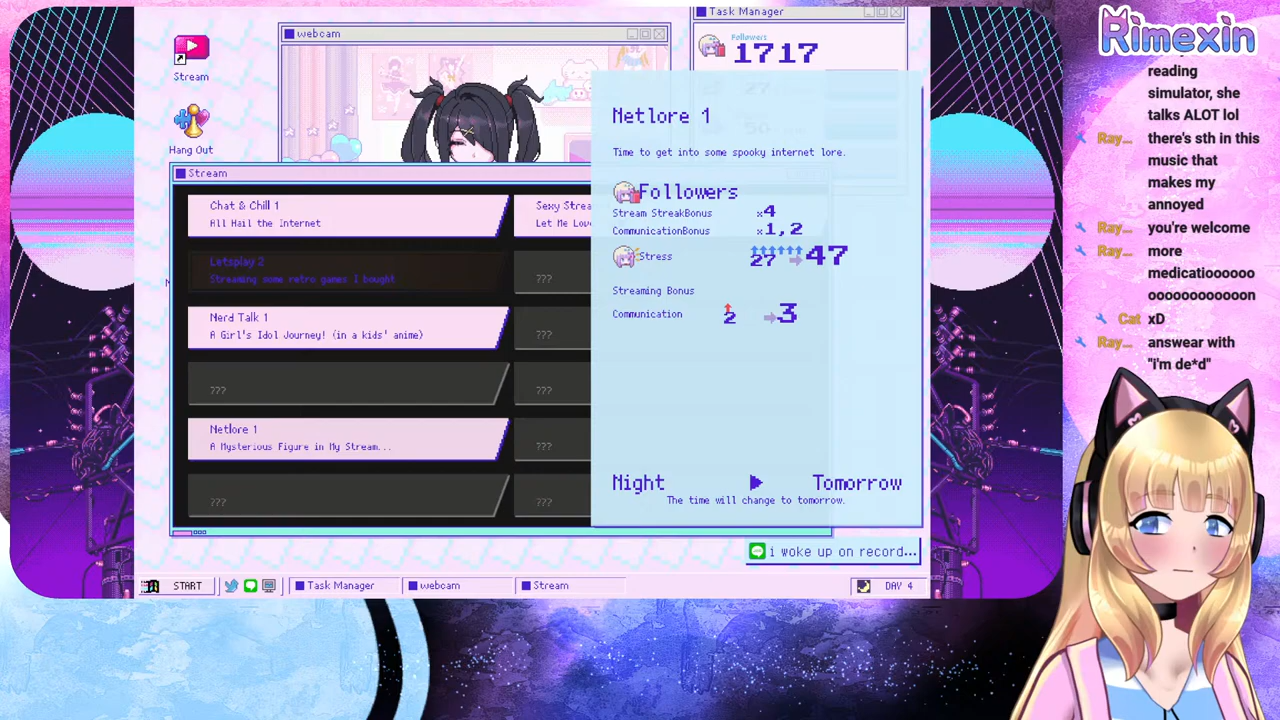 Stream
Hang Out
webcam
Task Manager
Followers
1717
Stream
Chat & Chill 1
All Hail the Internet
Sexy Strea
Let Me Lov
Letsplay 2
Streaming some retro games I bought
???
Nerd Talk 1
A Girl's Idol Journey! (in a kids' anime)
???
???
???
Netlore 1
A Mysterious Figure in My Stream...
???
???
???
Netlore 1
Time to get into some spooky internet lore.
Followers
Stream StreakBonus x4
CommunicationBonus x1,2
Stress 27 47
Streaming Bonus
Communication 2 3
Night Tomorrow
The time will change to tomorrow.
i woke up on record...
START
Task Manager
webcam
Stream
DAY 4
Rimexin
reading
simulator, she
talks ALOT lol
Ray... there's sth in this
music that
makes my
annoyed
Ray... you're welcome
Ray... more
medicatioooooo
oooooooooooon
Cat xD
Ray... answear with
"i'm de*d"